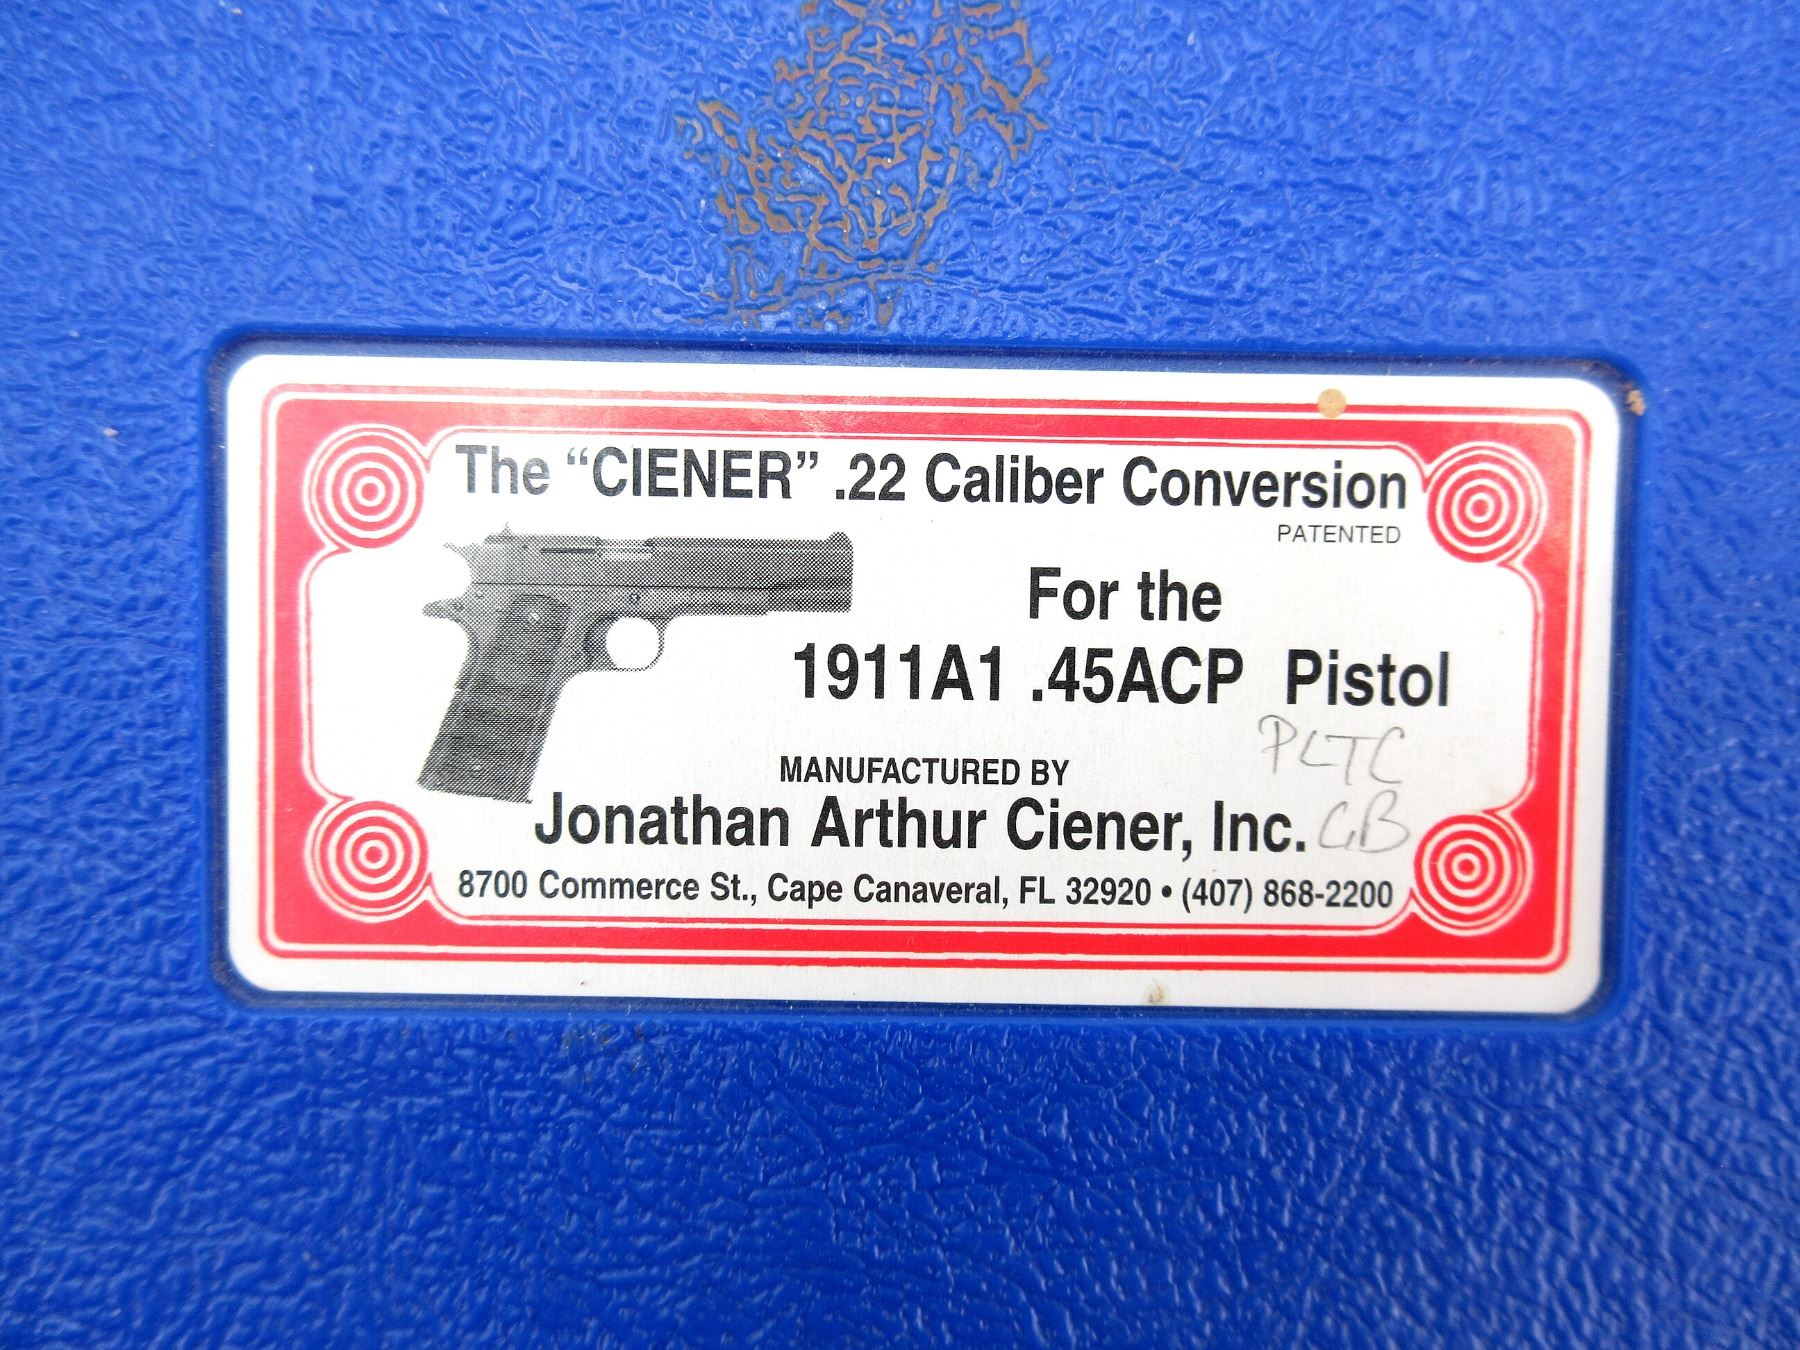 The “CIENER” .22 Caliber Conversion
PATENTED
For the
1911A1 .45ACP Pistol
PLTC
MANUFACTURED BY
Jonathan Arthur Ciener, Inc. GB
8700 Commerce St., Cape Canaveral, FL 32920 • (407) 868-2200